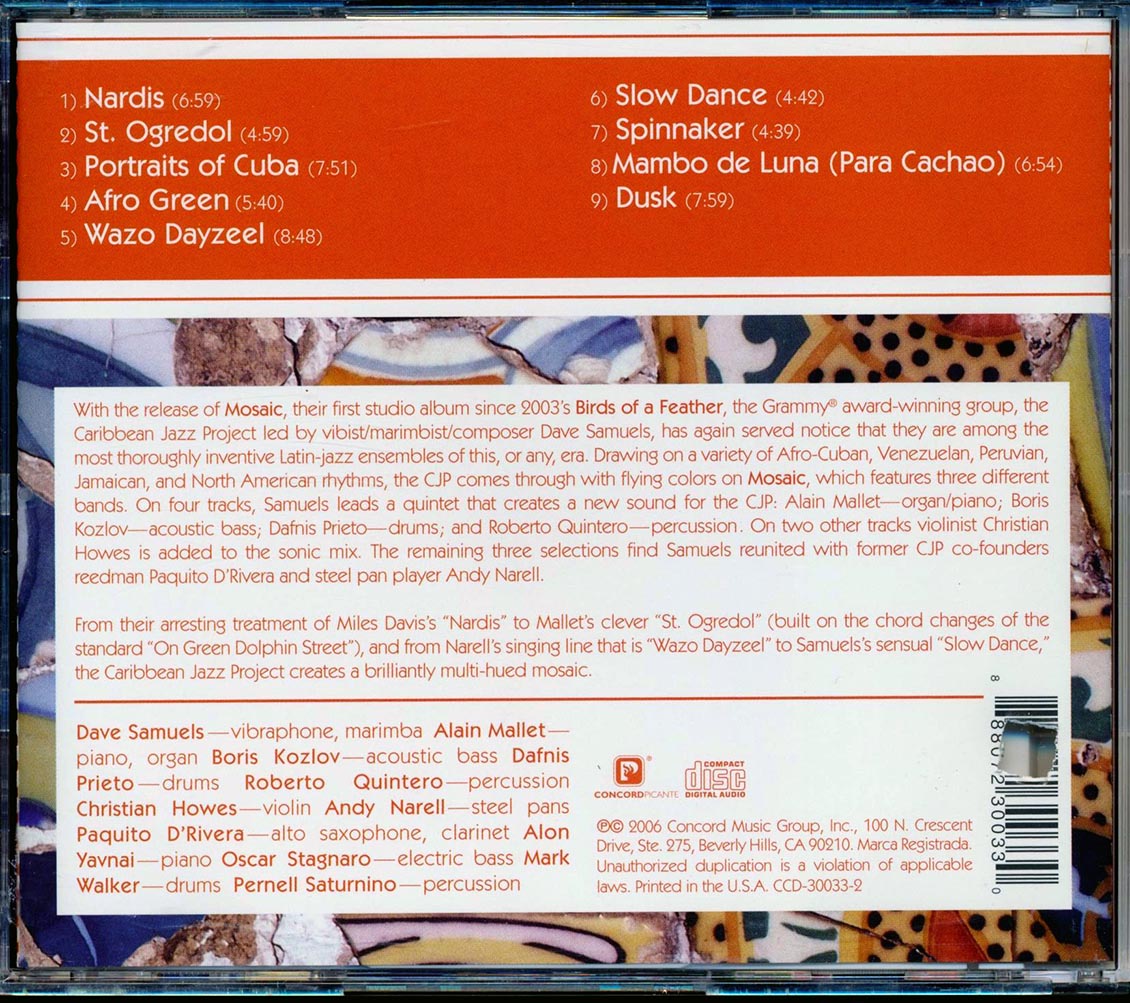 1) Nardis (6:59)
2) St. Ogredol (4:59)
3) Portraits of Cuba (7:51)
4) Afro Green (5:40)
5) Wazo Dayzeel (8:48)
6) Slow Dance (4:42)
7) Spinnaker (4:39)
8) Mambo de Luna (Para Cachao) (6:54)
9) Dusk (7:59)
With the release of Mosaic, their first studio album since 2003's Birds of a Feather, the Grammy® award-winning group, the
Caribbean Jazz Project led by vibist/marimbist/composer Dave Samuels, has again served notice that they are among the
most thoroughly inventive Latin-jazz ensembles of this, or any, era. Drawing on a variety of Afro-Cuban, Venezuelan, Peruvian,
Jamaican, and North American rhythms, the CJP comes through with flying colors on Mosaic, which features three different
bands. On four tracks, Samuels leads a quintet that creates a new sound for the CJP: Alain Mallet—organ/piano; Boris
Kozlov—acoustic bass; Dafnis Prieto—drums; and Roberto Quintero—percussion. On two other tracks violinist Christian
Howes is added to the sonic mix. The remaining three selections find Samuels reunited with former CJP co-founders
reedman Paquito D'Rivera and steel pan player Andy Narell.
From their arresting treatment of Miles Davis's "Nardis" to Mallet's clever "St. Ogredol" (built on the chord changes of the
standard "On Green Dolphin Street"), and from Narell's singing line that is "Wazo Dayzeel" to Samuels's sensual "Slow Dance,"
the Caribbean Jazz Project creates a brilliantly multi-hued mosaic.
Dave Samuels—vibraphone, marimba Alain Mallet—
piano, organ Boris Kozlov—acoustic bass Dafnis
Prieto—drums Roberto Quintero—percussion
Christian Howes—violin Andy Narell—steel pans
Paquito D'Rivera—alto saxophone, clarinet Alon
Yavnai—piano Oscar Stagnaro—electric bass Mark
Walker—drums Pernell Saturnino—percussion
CONCORDPICANTE
COMPACT
disc
DIGITAL AUDIO
℗© 2006 Concord Music Group, Inc., 100 N. Crescent
Drive, Ste. 275, Beverly Hills, CA 90210. Marca Registrada.
Unauthorized duplication is a violation of applicable
laws. Printed in the U.S.A. CCD-30033-2